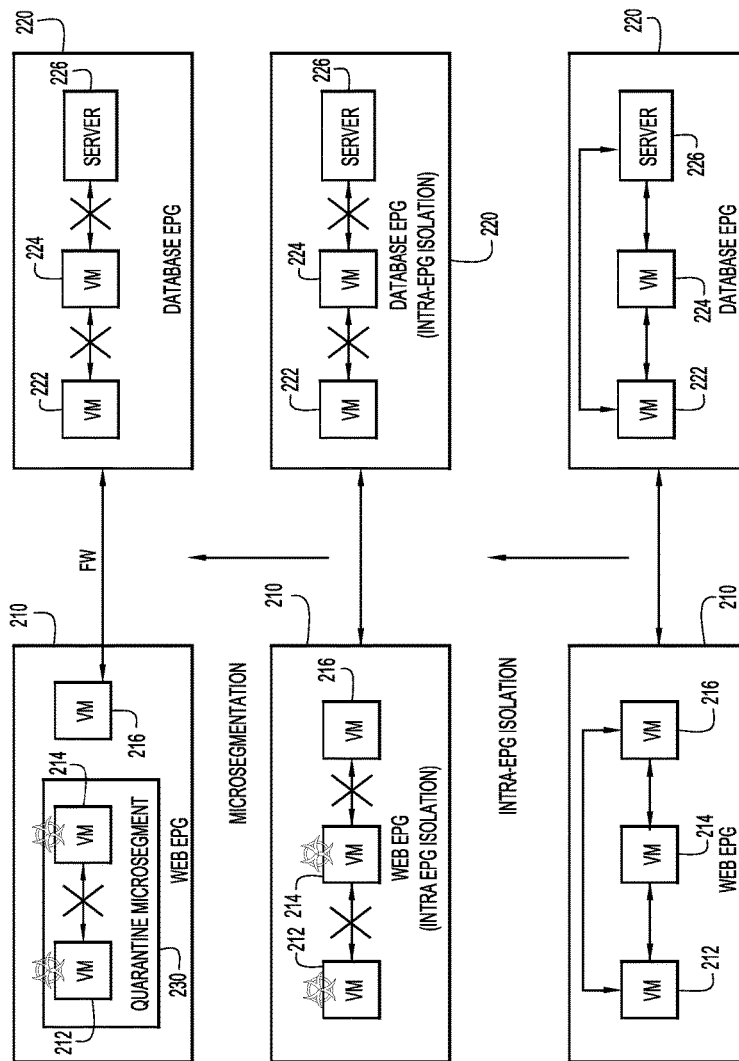 WEB EPG
210
VM
212
VM
214
VM
216
DATABASE EPG
220
VM
222
VM
224
SERVER
226
INTRA-EPG ISOLATION
212
VM
214
VM
216
VM
WEB EPG
(INTRA EPG ISOLATION)
210
222
VM
224
VM
226
SERVER
DATABASE EPG
(INTRA-EPG ISOLATION)
220
MICROSEGMENTATION
212
VM
214
VM
QUARANTINE MICROSEGMENT
230
VM
216
WEB EPG
210
FW
222
VM
224
VM
226
SERVER
DATABASE EPG
220